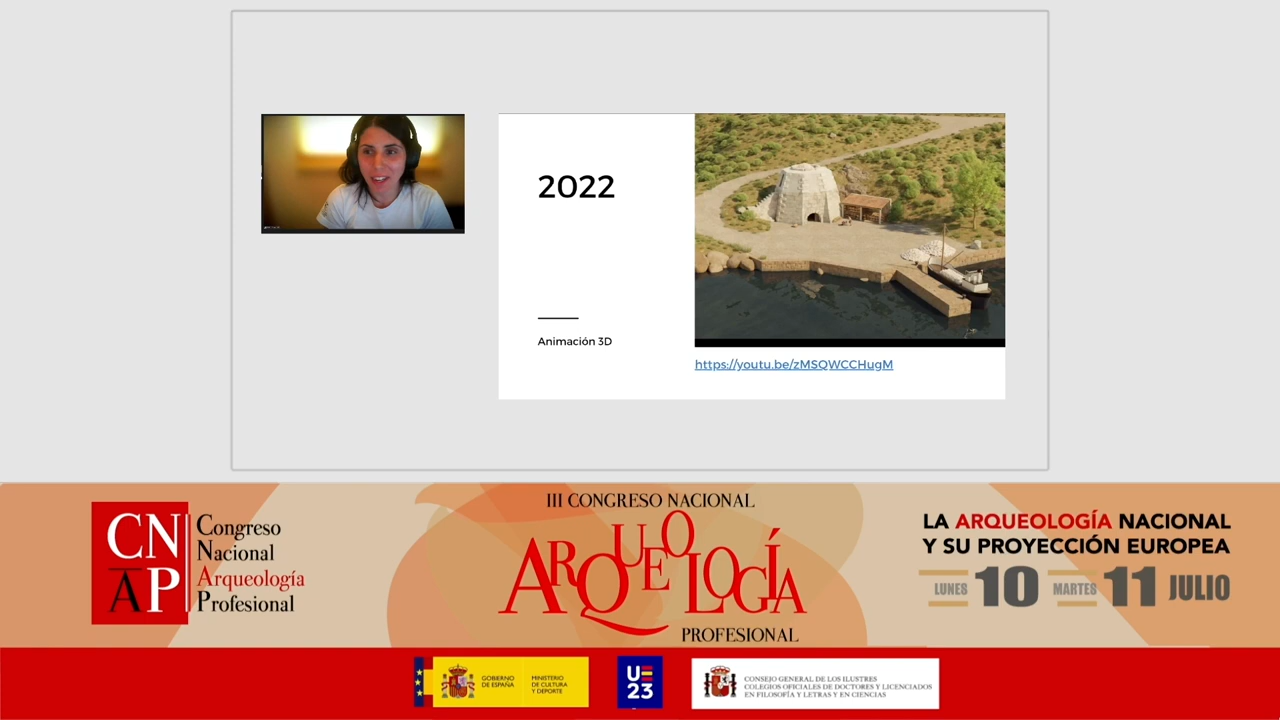 2022
Animación 3D
https://youtu.be/zMSQWCCHugM
CN
AP
Congreso
Nacional
Arqueología
Profesional
III CONGRESO NACIONAL
ARQUEOLOGÍA
PROFESIONAL
LA ARQUEOLOGÍA NACIONAL
Y SU PROYECCIÓN EUROPEA
LUNES 10 MARTES 11 JULIO
GOBIERNO
DE ESPAÑA
MINISTERIO
DE CULTURA
Y DEPORTE
UE
23
CONSEJO GENERAL DE LOS ILUSTRES
COLEGIOS OFICIALES DE DOCTORES Y LICENCIADOS
EN FILOSOFÍA Y LETRAS Y EN CIENCIAS